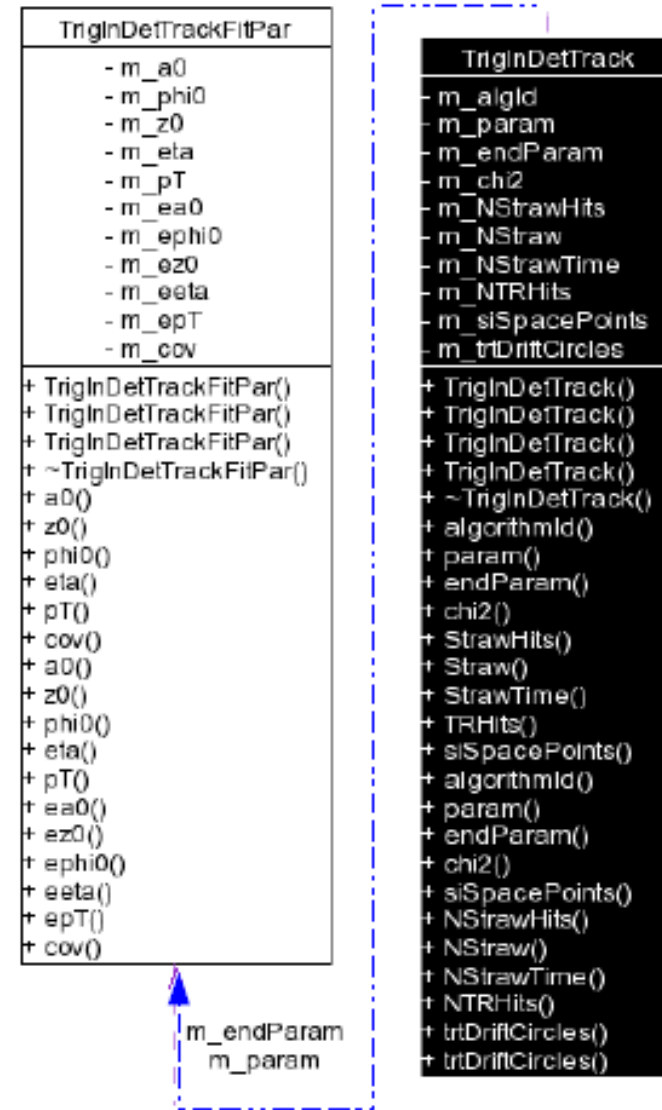 TrigInDetTrackFitPar
- m_a0
- m_phi0
- m_z0
- m_eta
- m_pT
- m_ea0
- m_ephi0
- m_ez0
- m_eeta
- m_epT
- m_cov
+ TrigInDetTrackFitPar()
+ TrigInDetTrackFitPar()
+ TrigInDetTrackFitPar()
+ ~TrigInDetTrackFitPar()
+ a0()
+ z0()
+ phi0()
+ eta()
+ pT()
+ cov()
+ a0()
+ z0()
+ phi0()
+ eta()
+ pT()
+ ea0()
+ ez0()
+ ephi0()
+ eeta()
+ epT()
+ cov()
m_endParam
m_param
TrigInDetTrack
- m_algId
- m_param
- m_endParam
- m_chi2
- m_NStrawHits
- m_NStraw
- m_NStrawTime
- m_NTRHits
- m_siSpacePoints
- m_trtDriftCircles
+ TrigInDetTrack()
+ TrigInDetTrack()
+ TrigInDetTrack()
+ TrigInDetTrack()
+ ~TrigInDetTrack()
+ algorithmId()
+ param()
+ endParam()
+ chi2()
+ StrawHits()
+ Straw()
+ StrawTime()
+ TRHits()
+ siSpacePoints()
+ algorithmId()
+ param()
+ endParam()
+ chi2()
+ siSpacePoints()
+ NStrawHits()
+ NStraw()
+ NStrawTime()
+ NTRHits()
+ trtDriftCircles()
+ trtDriftCircles()